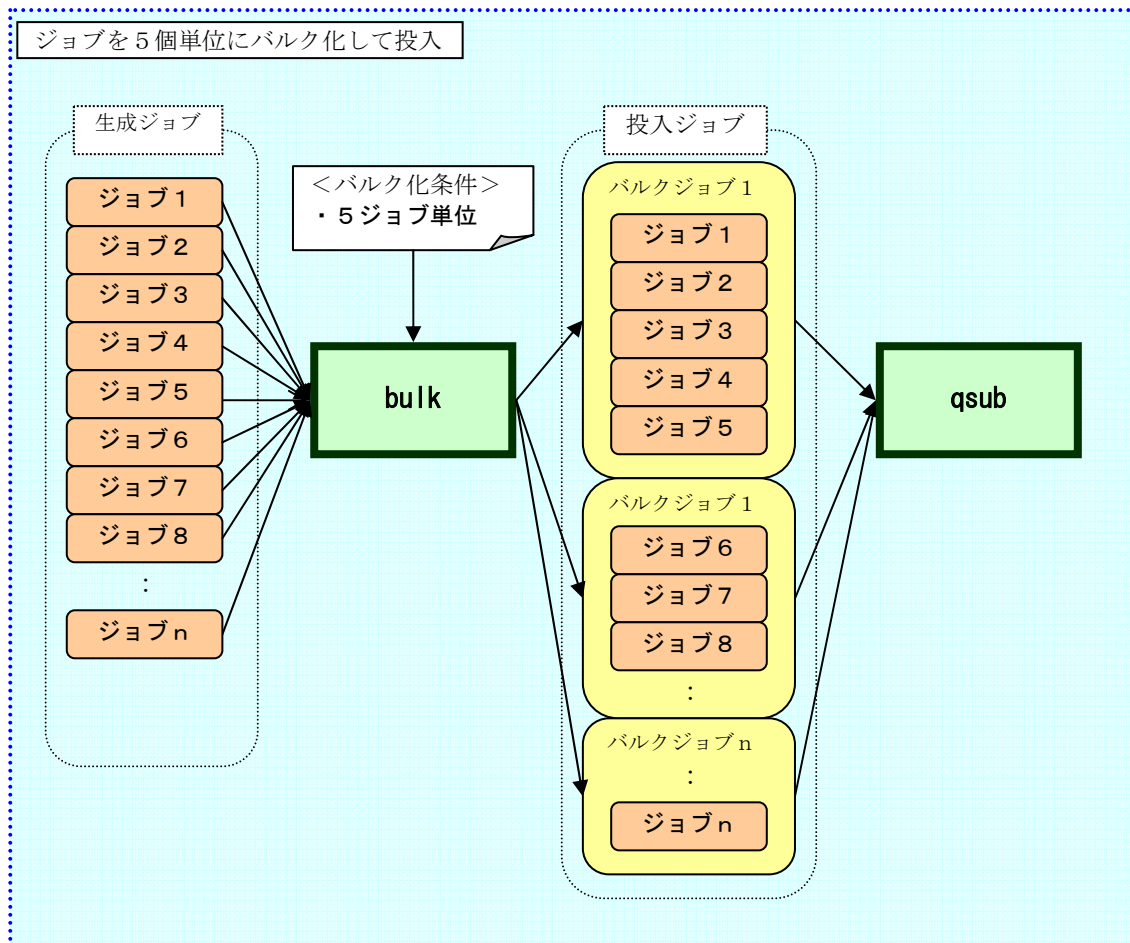 ジョブを５個単位にバルク化して投入
生成ジョブ
ジョブ１
ジョブ２
ジョブ３
ジョブ４
ジョブ５
ジョブ６
ジョブ７
ジョブ８
：
ジョブｎ
＜バルク化条件＞
・５ジョブ単位
bulk
投入ジョブ
バルクジョブ１
ジョブ１
ジョブ２
ジョブ３
ジョブ４
ジョブ５
バルクジョブ１
ジョブ６
ジョブ７
ジョブ８
：
バルクジョブｎ
：
ジョブｎ
qsub